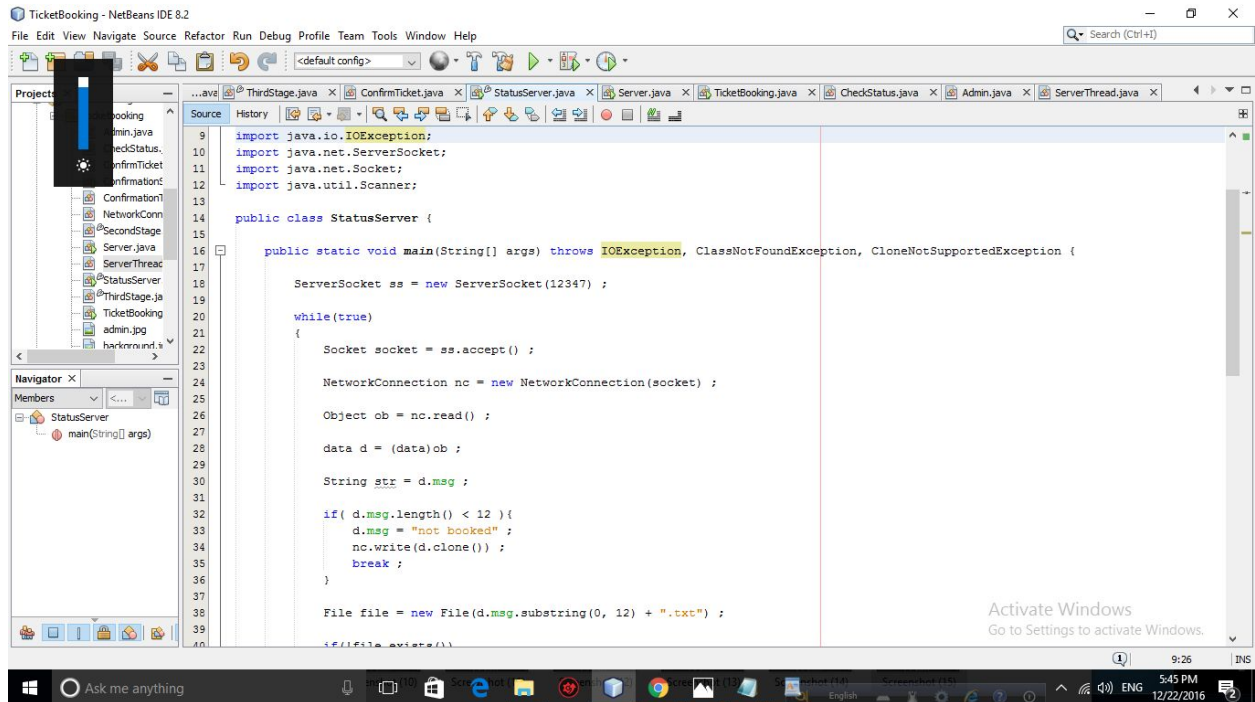 TicketBooking - NetBeans IDE 8.2
File Edit View Navigate Source Refactor Run Debug Profile Team Tools Window Help
Search (Ctrl+I)
<default config>
Projects
...ava ThirdStage.java ConfirmTicket.java StatusServer.java Server.java TicketBooking.java CheckStatus.java Admin.java ServerThread.java
Source History
ConfirmationT
NetworkConn
SecondStage
Server.java
ServerThread
StatusServer
ThirdStage.ja
TicketBooking
admin.jpg
Navigator
Members <...
StatusServer
main(String[] args)
9 import java.io.IOException;
10 import java.net.ServerSocket;
11 import java.net.Socket;
12 import java.util.Scanner;
13
14 public class StatusServer {
15
16 public static void main(String[] args) throws IOException, ClassNotFoundException, CloneNotSupportedException {
17
18 ServerSocket ss = new ServerSocket(12347) ;
19
20 while(true)
21 {
22 Socket socket = ss.accept() ;
23
24 NetworkConnection nc = new NetworkConnection(socket) ;
25
26 Object ob = nc.read() ;
27
28 data d = (data)ob ;
29
30 String str = d.msg ;
31
32 if( d.msg.length() < 12 ){
33 d.msg = "not booked" ;
34 nc.write(d.clone()) ;
35 break ;
36 }
37
38 File file = new File(d.msg.substring(0, 12) + ".txt") ;
39
40 if(!file.exists())
Activate Windows
Go to Settings to activate Windows.
1 9:26 INS
Ask me anything
English
ENG
5:45 PM
12/22/2016